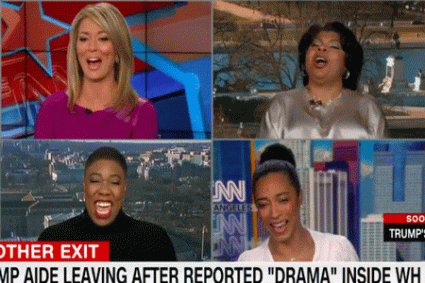 CNN
ANGELES
SOO
TRUMP'S
OTHER EXIT
MP AIDE LEAVING AFTER REPORTED "DRAMA" INSIDE WH